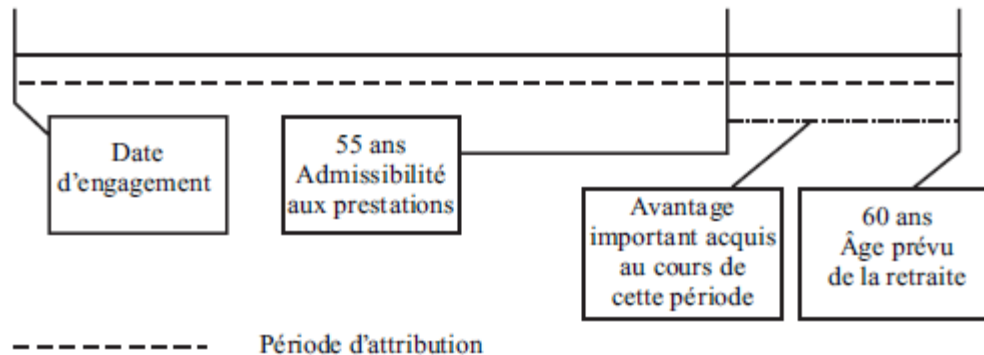 Date
d'engagement
55 ans
Admissibilité
aux prestations
Avantage
important acquis
au cours de
cette période
60 ans
Âge prévu
de la retraite
Période d'attribution